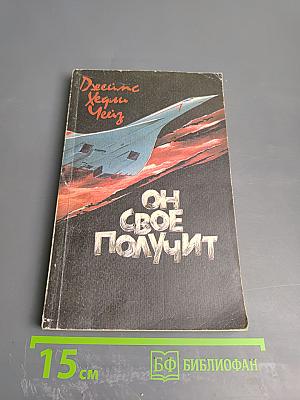 Джеймс
Хедли
Чейз
ОН
СВОЕ
ПОЛУЧИТ
15 см
БФ БИБЛИОФАН